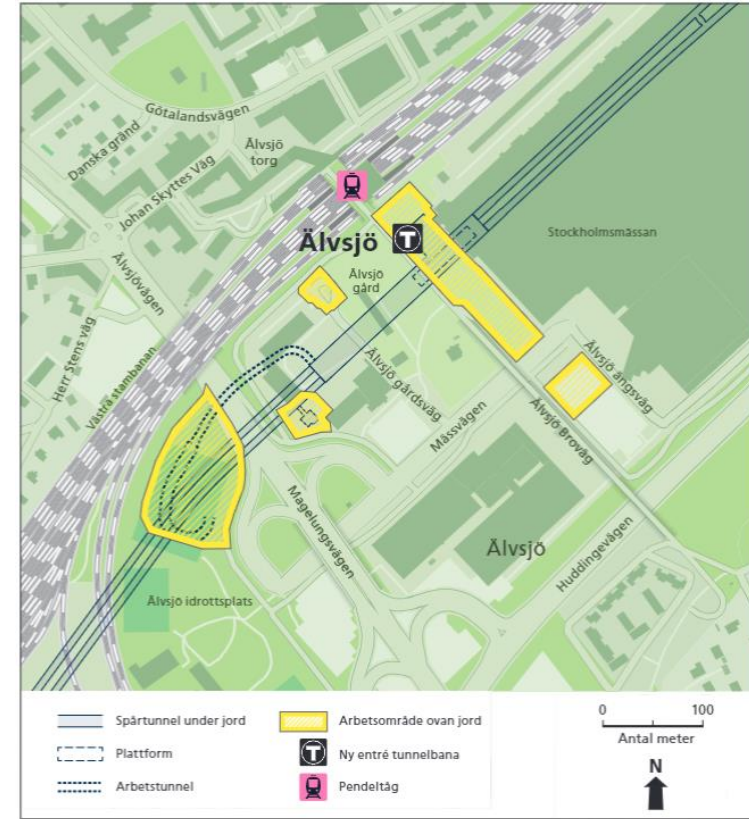 Götalandsvägen
Danska gränd
Johan Skyttes Väg
Älvsjö
torg
Älvsjövägen
Herr Stens väg
Västra stambanan
Älvsjö
T
Stockholmsmässan
Älvsjö
gård
Älvsjö gårdsväg
Älvsjö ängsväg
Mässvägen
Älvsjö Broväg
Magelungsvägen
Älvsjö
Huddingevägen
Älvsjö idrottsplats
Spårtunnel under jord
Plattform
Arbetstunnel
Arbetsområde ovan jord
T
Ny entré tunnelbana
Pendeltåg
0 100
Antal meter
N